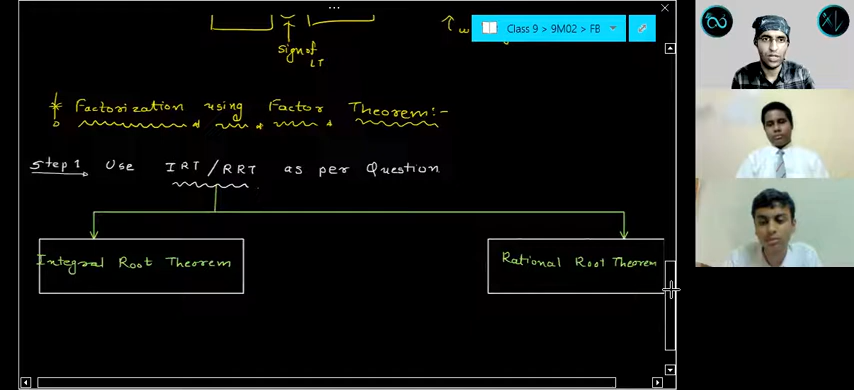 sign of
LT
Class 9 > 9M02 > FB
* Factorization using Factor Theorem:-
Step 1 Use IRT/RRT as per Question
Integral Root Theorem
Rational Root Theorem